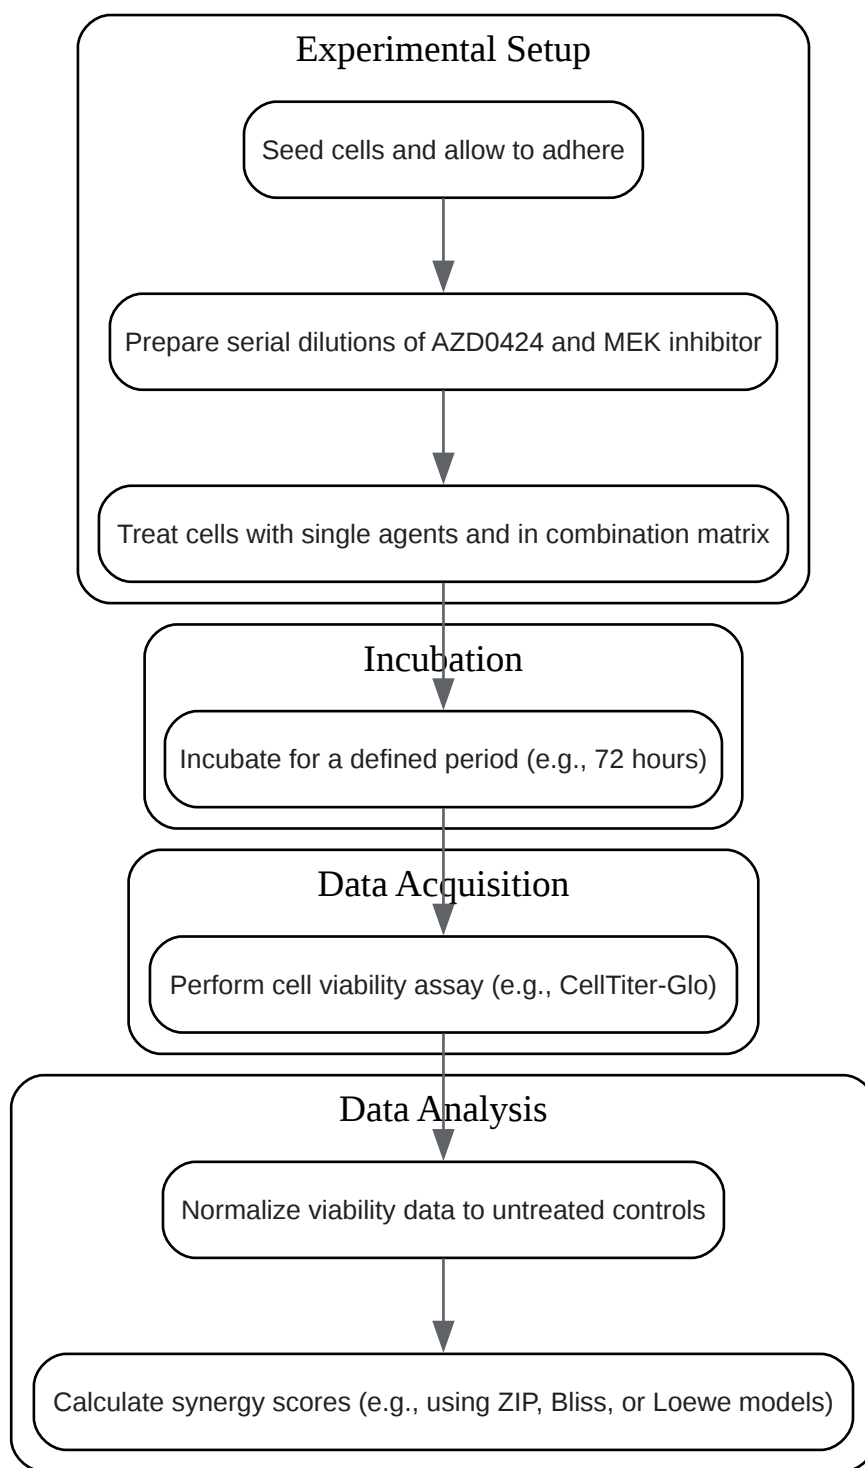 Experimental Setup
Seed cells and allow to adhere
Prepare serial dilutions of AZD0424 and MEK inhibitor
Treat cells with single agents and in combination matrix
Incubation
Incubate for a defined period (e.g., 72 hours)
Data Acquisition
Perform cell viability assay (e.g., CellTiter-Glo)
Data Analysis
Normalize viability data to untreated controls
Calculate synergy scores (e.g., using ZIP, Bliss, or Loewe models)